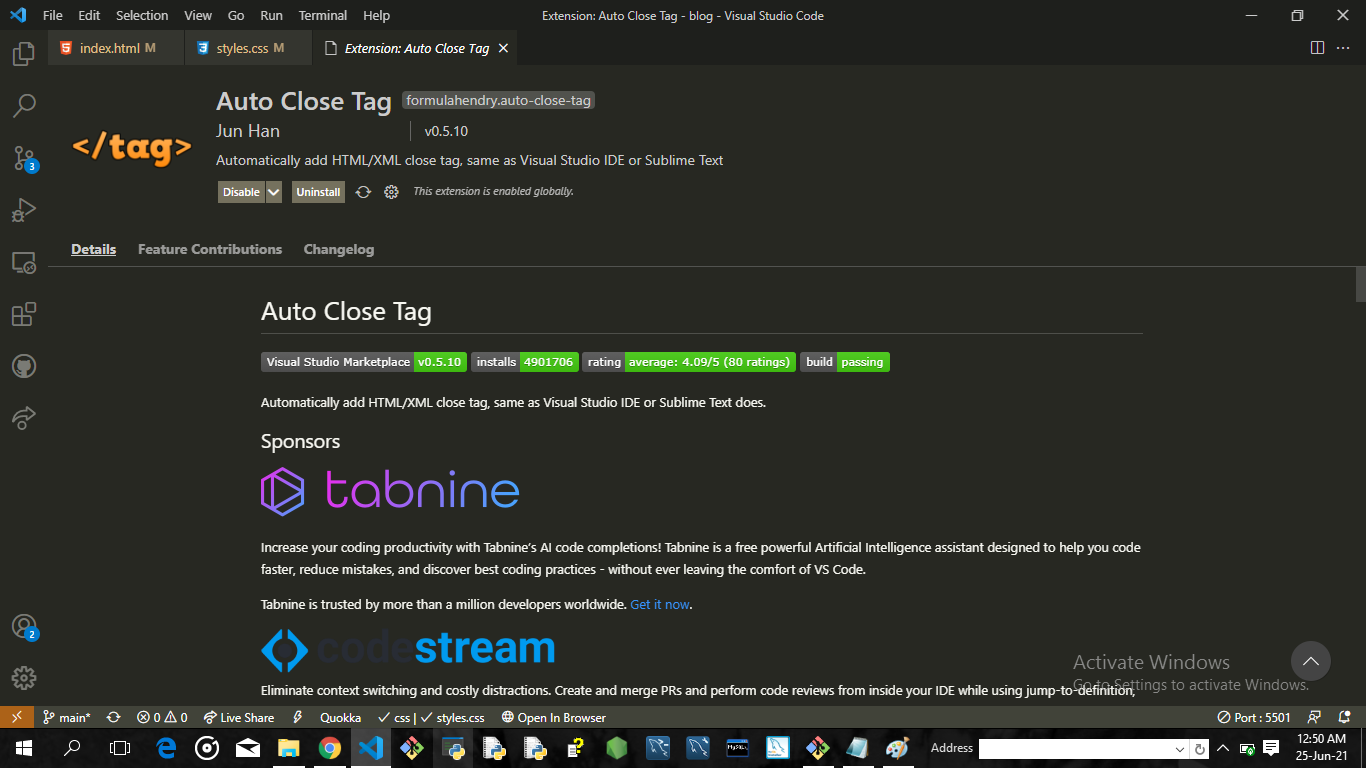 File Edit Selection View Go Run Terminal Help Extension: Auto Close Tag - blog - Visual Studio Code
index.html M styles.css M Extension: Auto Close Tag
</tag>
Auto Close Tag formulahendry.auto-close-tag
Jun Han v0.5.10
Automatically add HTML/XML close tag, same as Visual Studio IDE or Sublime Text
Disable Uninstall This extension is enabled globally.
3
Details Feature Contributions Changelog
Auto Close Tag
Visual Studio Marketplace v0.5.10 installs 4901706 rating average: 4.09/5 (80 ratings) build passing
Automatically add HTML/XML close tag, same as Visual Studio IDE or Sublime Text does.
Sponsors
tabnine
Increase your coding productivity with Tabnine's AI code completions! Tabnine is a free powerful Artificial Intelligence assistant designed to help you code
faster, reduce mistakes, and discover best coding practices - without ever leaving the comfort of VS Code.
Tabnine is trusted by more than a million developers worldwide. Get it now.
2
codestream
Activate Windows
Go to Settings to activate Windows.
Eliminate context switching and costly distractions. Create and merge PRs and perform code reviews from inside your IDE while using jump-to-definition,
main* 0 0 Live Share Quokka css | styles.css Open In Browser Port : 5501
MySQL Address 12:50 AM
25-Jun-21